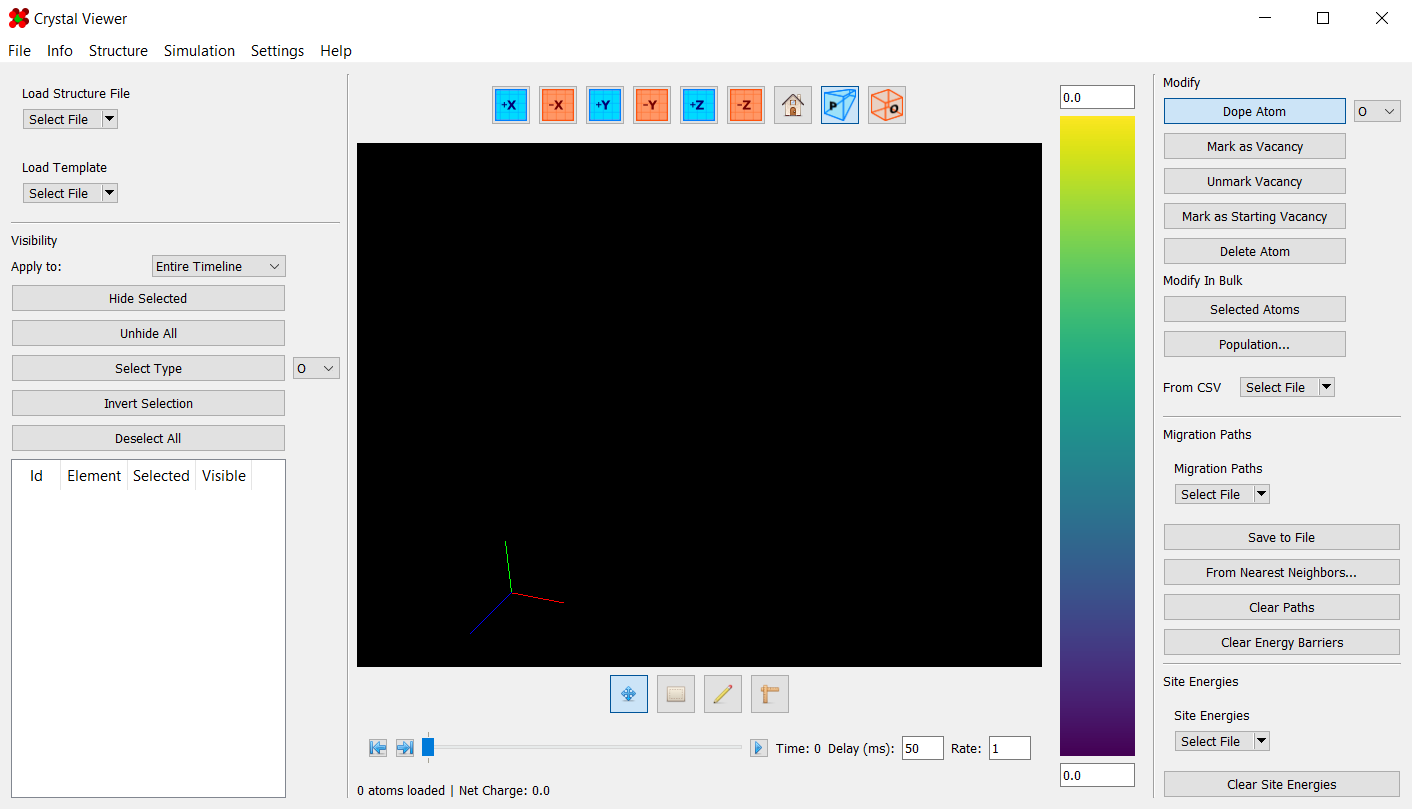 Crystal Viewer
File Info Structure Simulation Settings Help
Load Structure File
Select File
Load Template
Select File
Visibility
Apply to: Entire Timeline
Hide Selected
Unhide All
Select Type O
Invert Selection
Deselect All
Id Element Selected Visible
+X -X +Y -Y +Z -Z P O
0 atoms loaded | Net Charge: 0.0
Time: 0 Delay (ms): 50 Rate: 1
0.0
0.0
Modify
Dope Atom O
Mark as Vacancy
Unmark Vacancy
Mark as Starting Vacancy
Delete Atom
Modify In Bulk
Selected Atoms
Population...
From CSV Select File
Migration Paths
Migration Paths
Select File
Save to File
From Nearest Neighbors...
Clear Paths
Clear Energy Barriers
Site Energies
Site Energies
Select File
Clear Site Energies